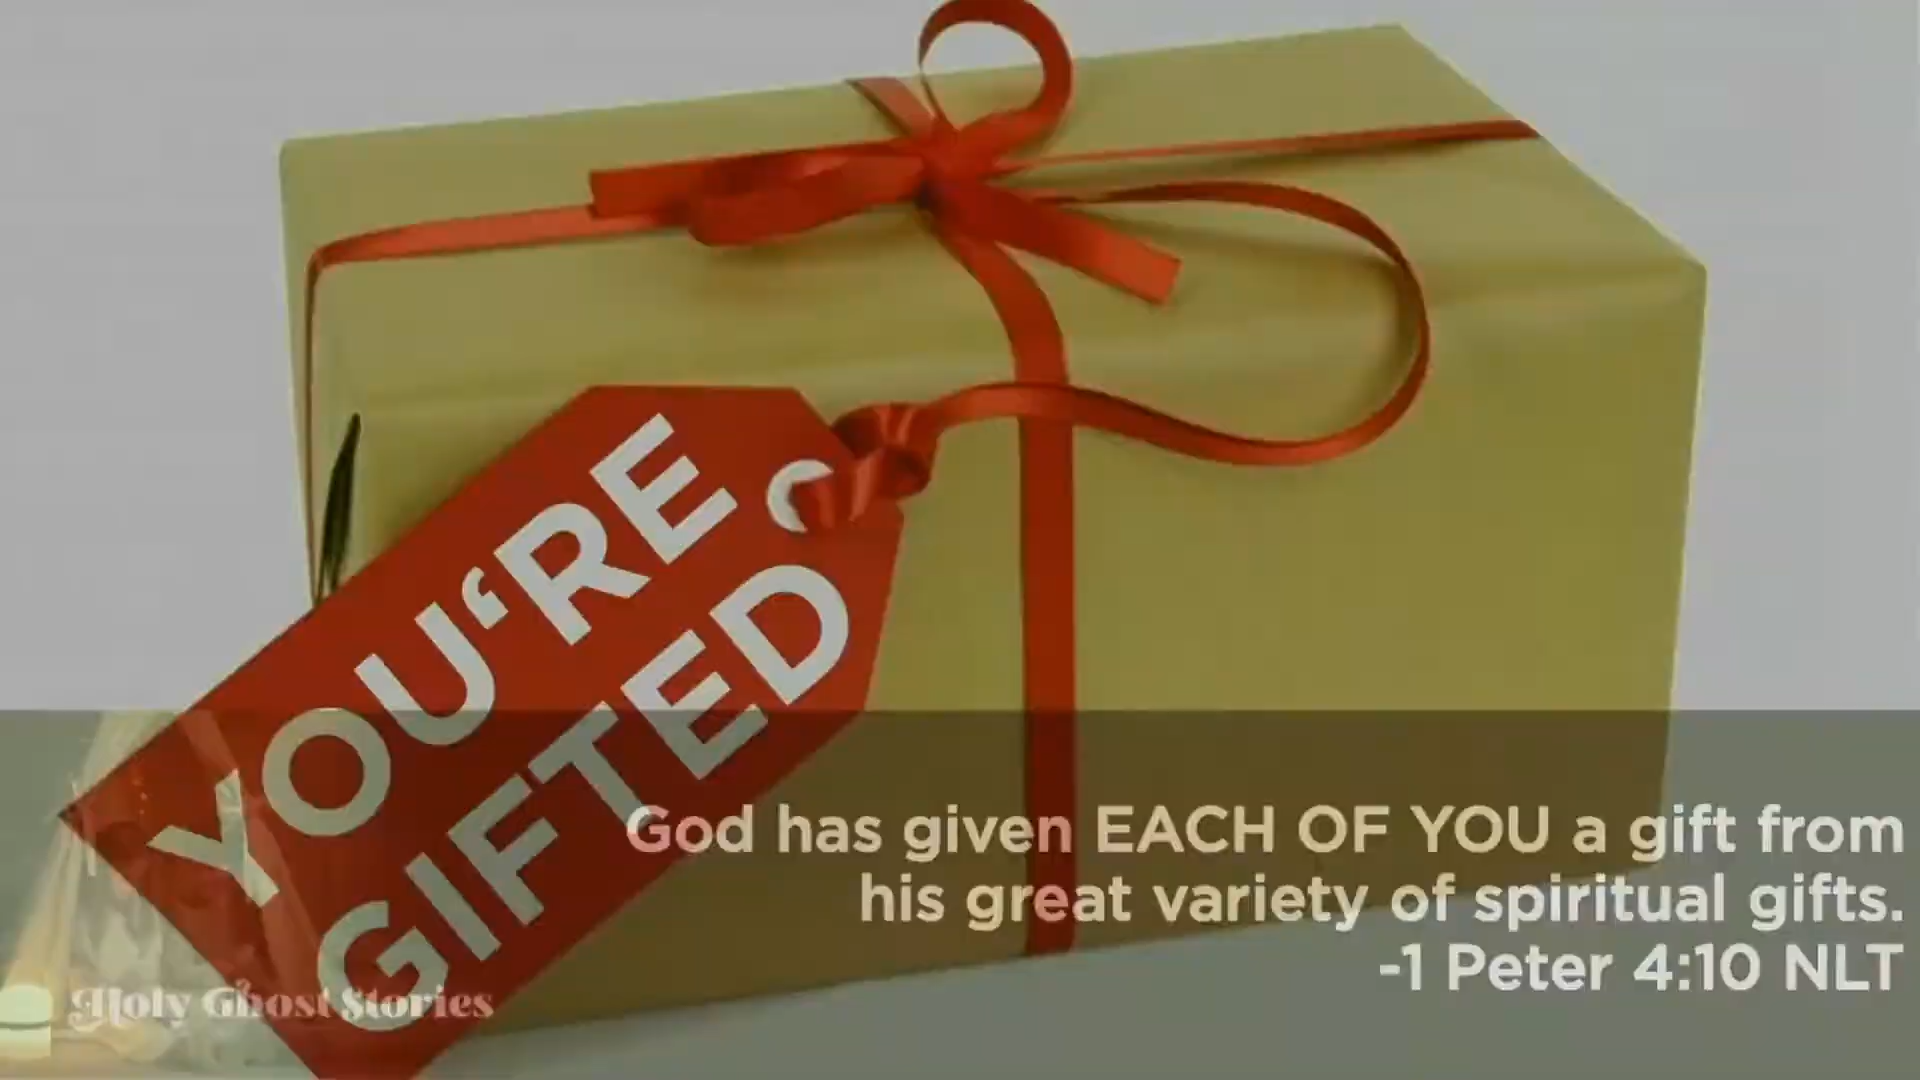 YOU'RE
GIFTED
God has given EACH OF YOU a gift from
his great variety of spiritual gifts.
-1 Peter 4:10 NLT
Holy Ghost Stories